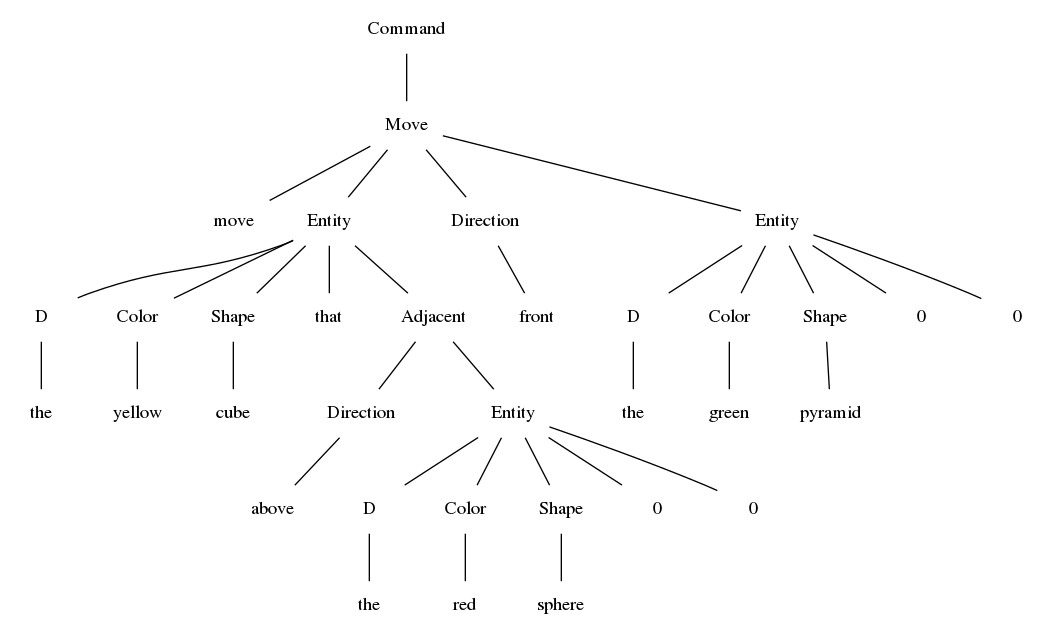 Command
Move
move Entity Direction Entity
D Color Shape that Adjacent front D Color Shape 0 0
the yellow cube Direction Entity the green pyramid
above D Color Shape 0 0
the red sphere